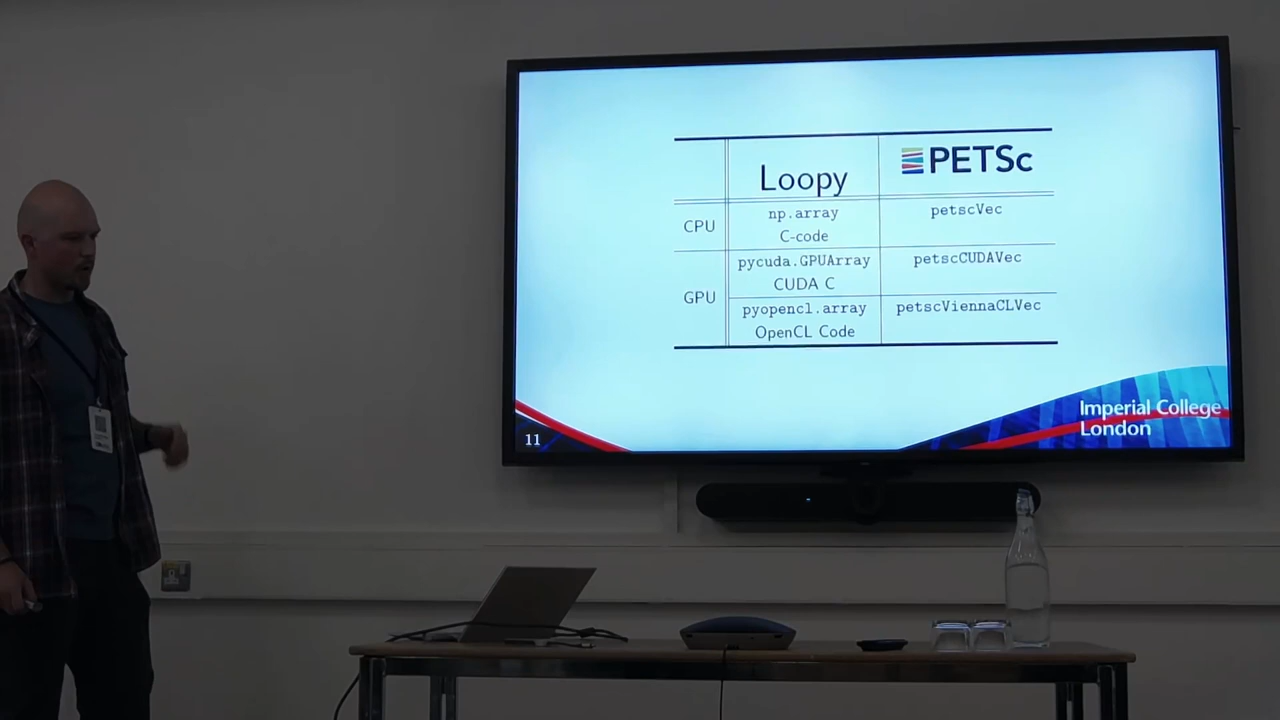 Loopy
PETSc
CPU
np.array
C-code
petscVec
GPU
pycuda.GPUArray
CUDA C
petscCUDAVec
pyopencl.array
OpenCL Code
petscViennaCLVec
11
Imperial College
London